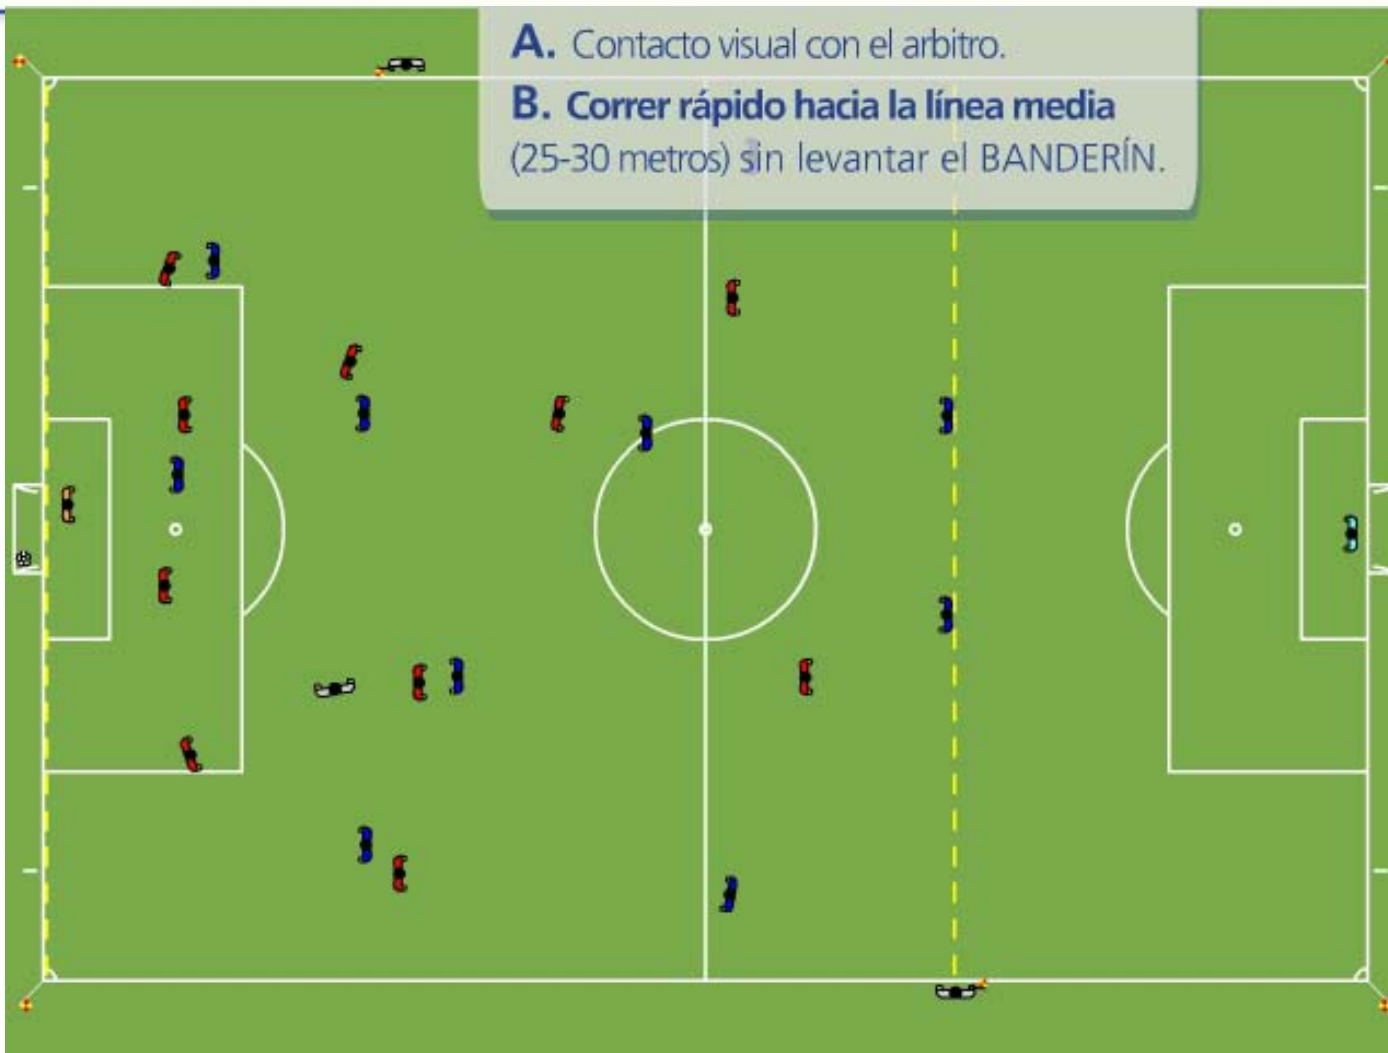 A. Contacto visual con el arbitro.
B. Correr rápido hacia la línea media
(25-30 metros) sin levantar el BANDERÍN.